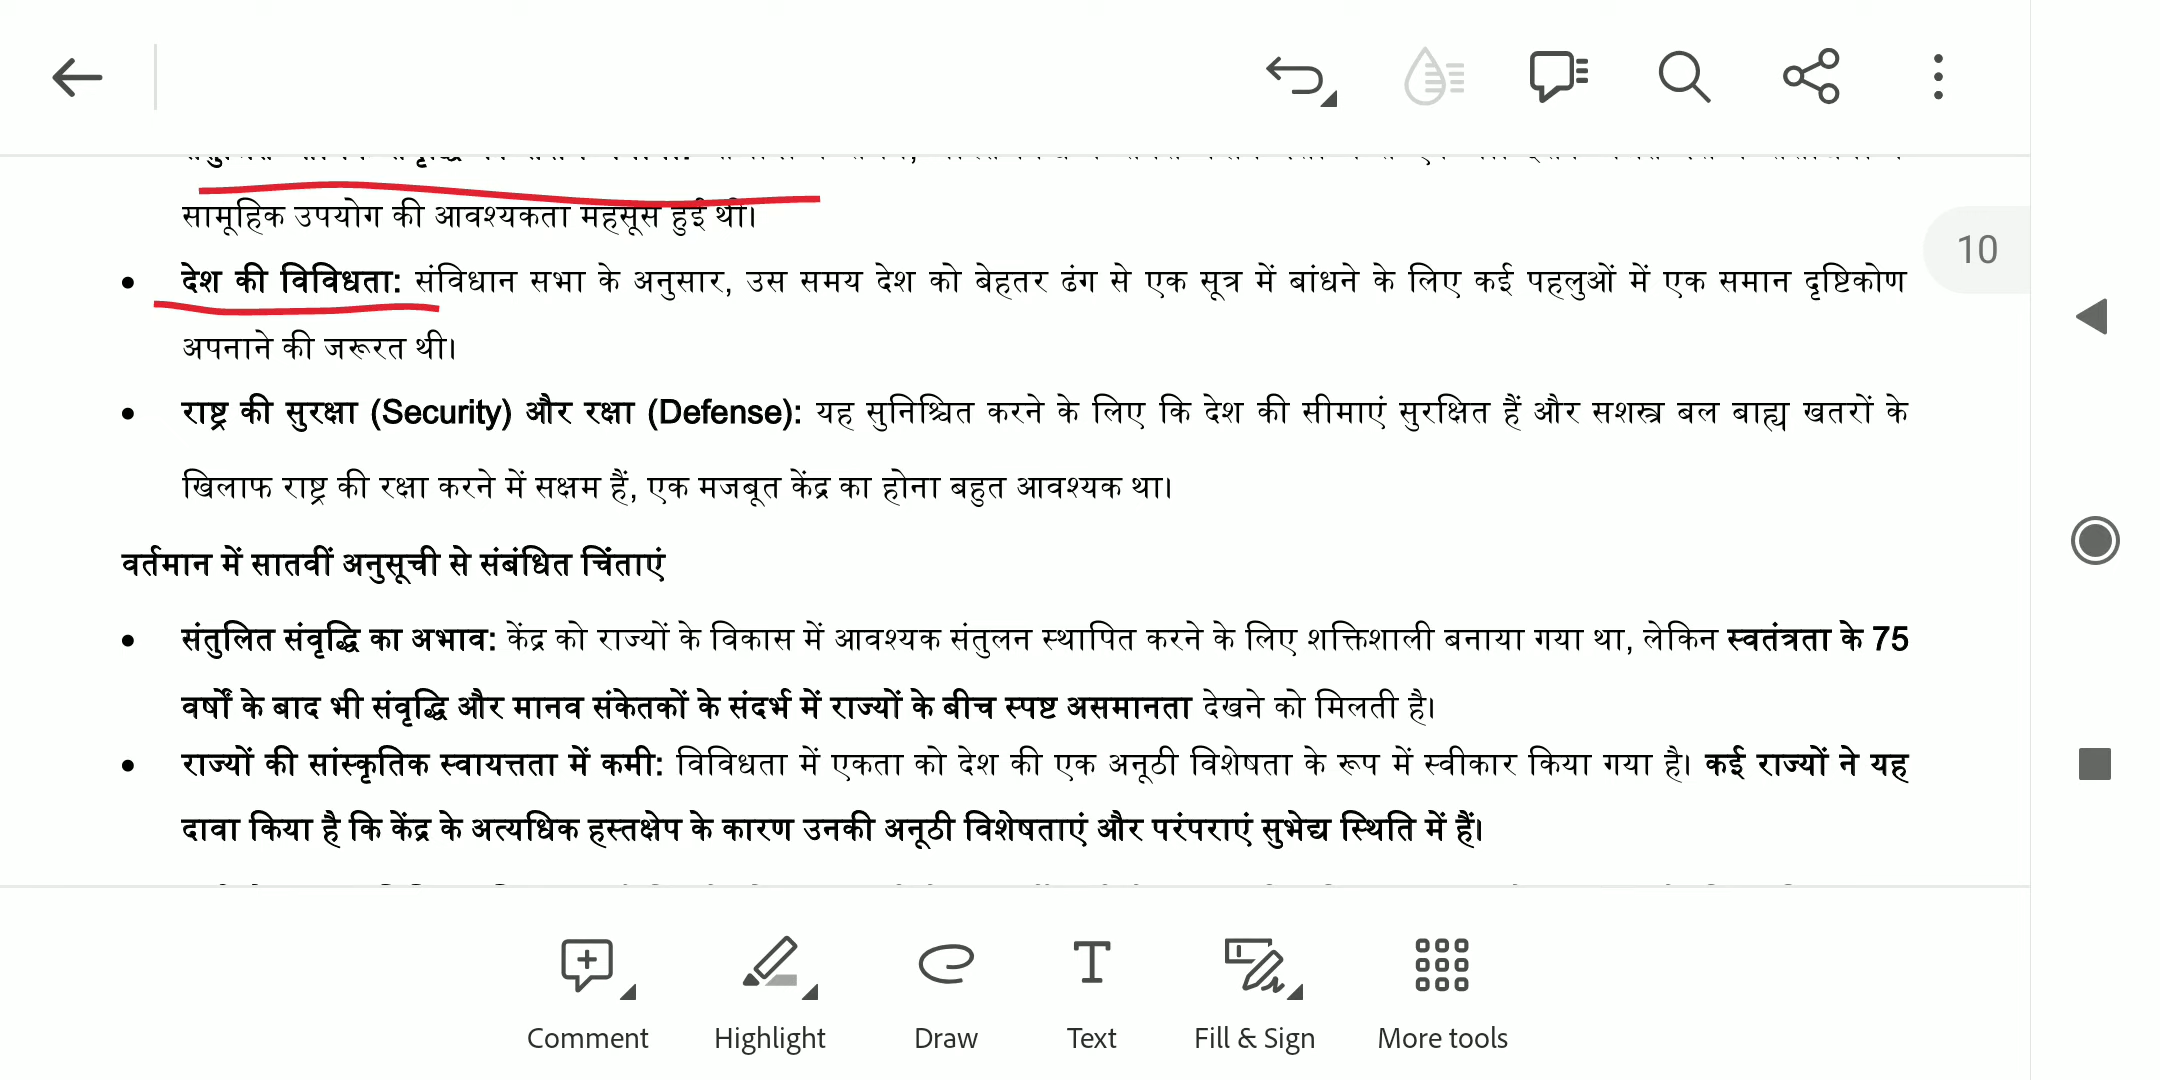 सामूहिक उपयोग की आवश्यकता महसूस हुई थी।
10
• देश की विविधता: संविधान सभा के अनुसार, उस समय देश को बेहतर ढंग से एक सूत्र में बांधने के लिए कई पहलुओं में एक समान दृष्टिकोण
अपनाने की जरूरत थी।
• राष्ट्र की सुरक्षा (Security) और रक्षा (Defense): यह सुनिश्चित करने के लिए कि देश की सीमाएं सुरक्षित हैं और सशस्त्र बल बाह्य खतरों के
खिलाफ राष्ट्र की रक्षा करने में सक्षम हैं, एक मजबूत केंद्र का होना बहुत आवश्यक था।
वर्तमान में सातवीं अनुसूची से संबंधित चिंताएं
• संतुलित संवृद्धि का अभाव: केंद्र को राज्यों के विकास में आवश्यक संतुलन स्थापित करने के लिए शक्तिशाली बनाया गया था, लेकिन स्वतंत्रता के 75
वर्षों के बाद भी संवृद्धि और मानव संकेतकों के संदर्भ में राज्यों के बीच स्पष्ट असमानता देखने को मिलती है।
• राज्यों की सांस्कृतिक स्वायत्तता में कमी: विविधता में एकता को देश की एक अनूठी विशेषता के रूप में स्वीकार किया गया है। कई राज्यों ने यह
दावा किया है कि केंद्र के अत्यधिक हस्तक्षेप के कारण उनकी अनूठी विशेषताएं और परंपराएं सुभेद्य स्थिति में हैं।
Comment Highlight Draw Text Fill & Sign More tools